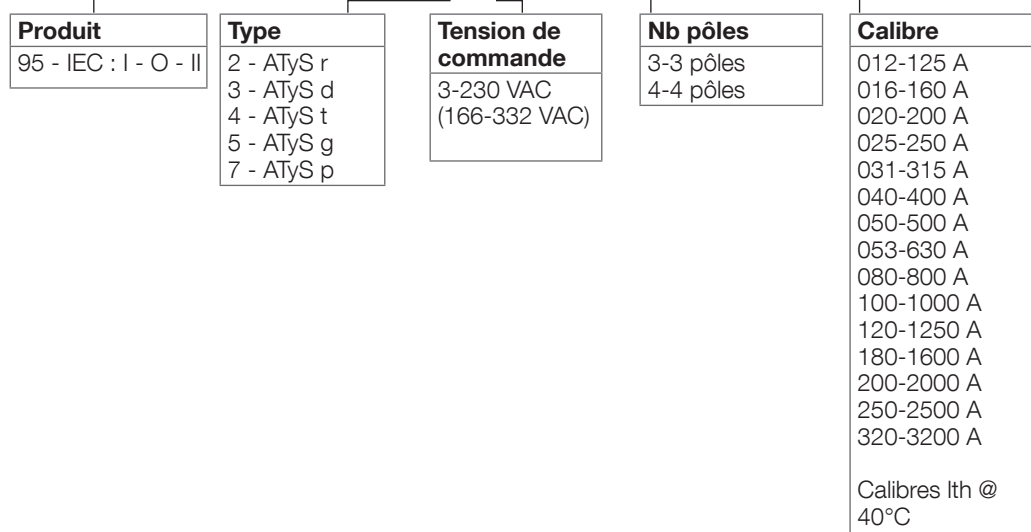 Produit
95 - IEC : I - O - II
Type
2 - ATyS r
3 - ATyS d
4 - ATyS t
5 - ATyS g
7 - ATyS p
Tension de
commande
3-230 VAC
(166-332 VAC)
Nb pôles
3-3 pôles
4-4 pôles
Calibre
012-125 A
016-160 A
020-200 A
025-250 A
031-315 A
040-400 A
050-500 A
053-630 A
080-800 A
100-1000 A
120-1250 A
180-1600 A
200-2000 A
250-2500 A
320-3200 A
Calibres Ith @
40°C